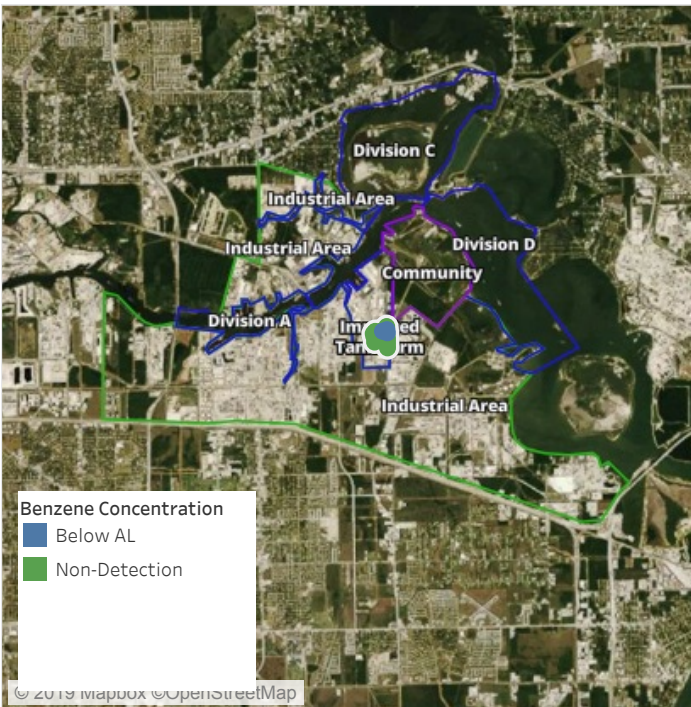 Division C
Industrial Area
Division D
Industrial Area
Community
Division A
Industrial Area
Benzene Concentration
Below AL
Non-Detection
© 2019 Mapbox ©OpenStreetMap